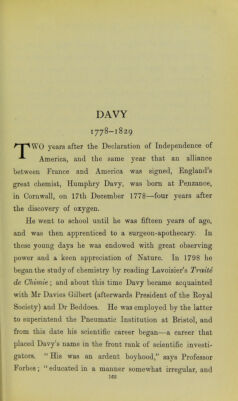 DAVY
1778-1829
TWO years after the Declaration of Independence of
America, and the same year that an alliance
between France and America was signed, England's
great chemist, Humphry Davy, was born at Penzance,
in Cornwall, on 17th December 1778—four years after
the discovery of oxygen.
He went to school until he was fifteen years of age,
and was then apprenticed to a surgeon-apothecary. In
these young days he was endowed with great observing
power and a keen appreciation of Nature. In 1798 he
began the study of chemistry by reading Lavoisier's Traité
de Chimie; and about this time Davy became acquainted
with Mr Davies Gilbert (afterwards President of the Royal
Society) and Dr Beddoes. He was employed by the latter
to superintend the Pneumatic Institution at Bristol, and
from this date his scientific career began—a career that
placed Davy's name in the front rank of scientific investi-
gators. "His was an ardent boyhood," says Professor
Forbes; "educated in a manner somewhat irregular, and